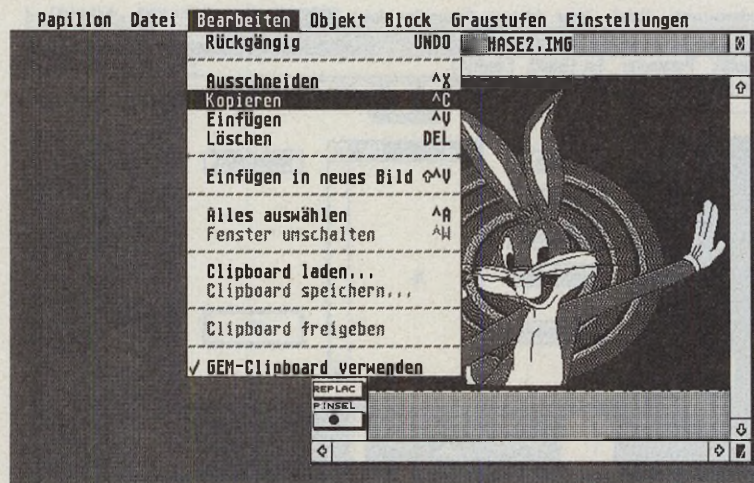 Papillon Datei Bearbeiten Objekt Block Graustufen Einstellungen
Rückgängig UNDO
HASE2.IMG
Ausschneiden ^X
Kopieren ^C
Einfügen ^V
Löschen DEL
Einfügen in neues Bild ⇧^V
Alles auswählen ^A
Fenster umschalten ^W
Clipboard laden...
Clipboard speichern...
Clipboard freigeben
✓ GEM-Clipboard verwenden
REPLAC
PINSEL